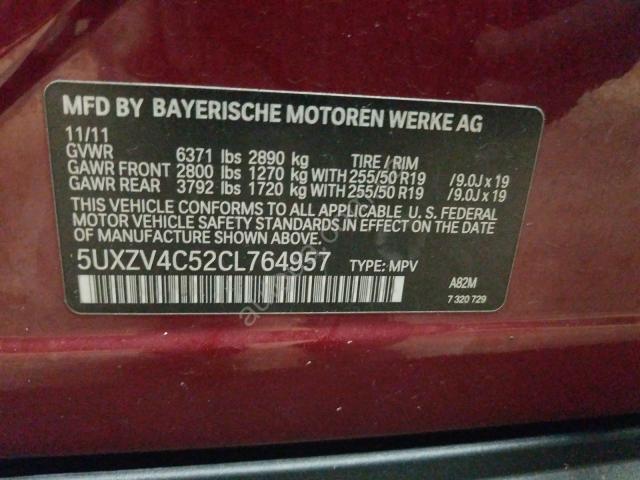 MFD BY BAYERISCHE MOTOREN WERKE AG
11/11
GVWR 6371 lbs 2890 kg TIRE / RIM
GAWR FRONT 2800 lbs 1270 kg WITH 255/50 R19 /9.0J x 19
GAWR REAR 3792 lbs 1720 kg WITH 255/50 R19 /9.0J x 19
THIS VEHICLE CONFORMS TO ALL APPLICABLE U. S. FEDERAL
MOTOR VEHICLE SAFETY STANDARDS IN EFFECT ON THE
DATE OF MANUFACTURE SHOWN ABOVE.
5UXZV4C52CL764957 TYPE: MPV
A82M
7 320 729